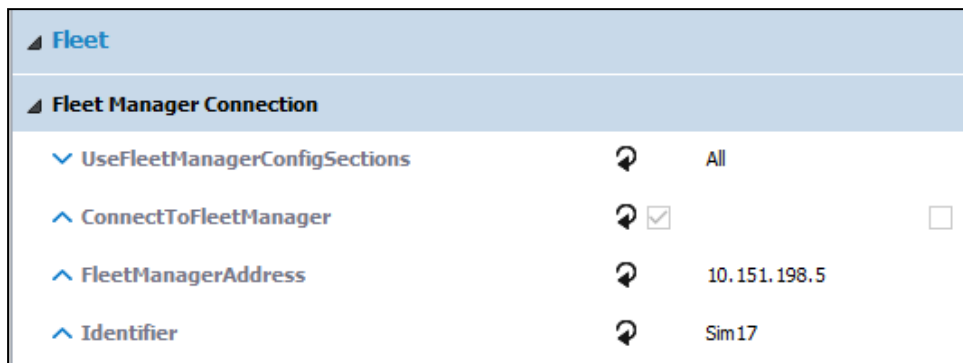 Fleet
Fleet Manager Connection
UseFleetManagerConfigSections All
ConnectToFleetManager
FleetManagerAddress 10.151.198.5
Identifier Sim17